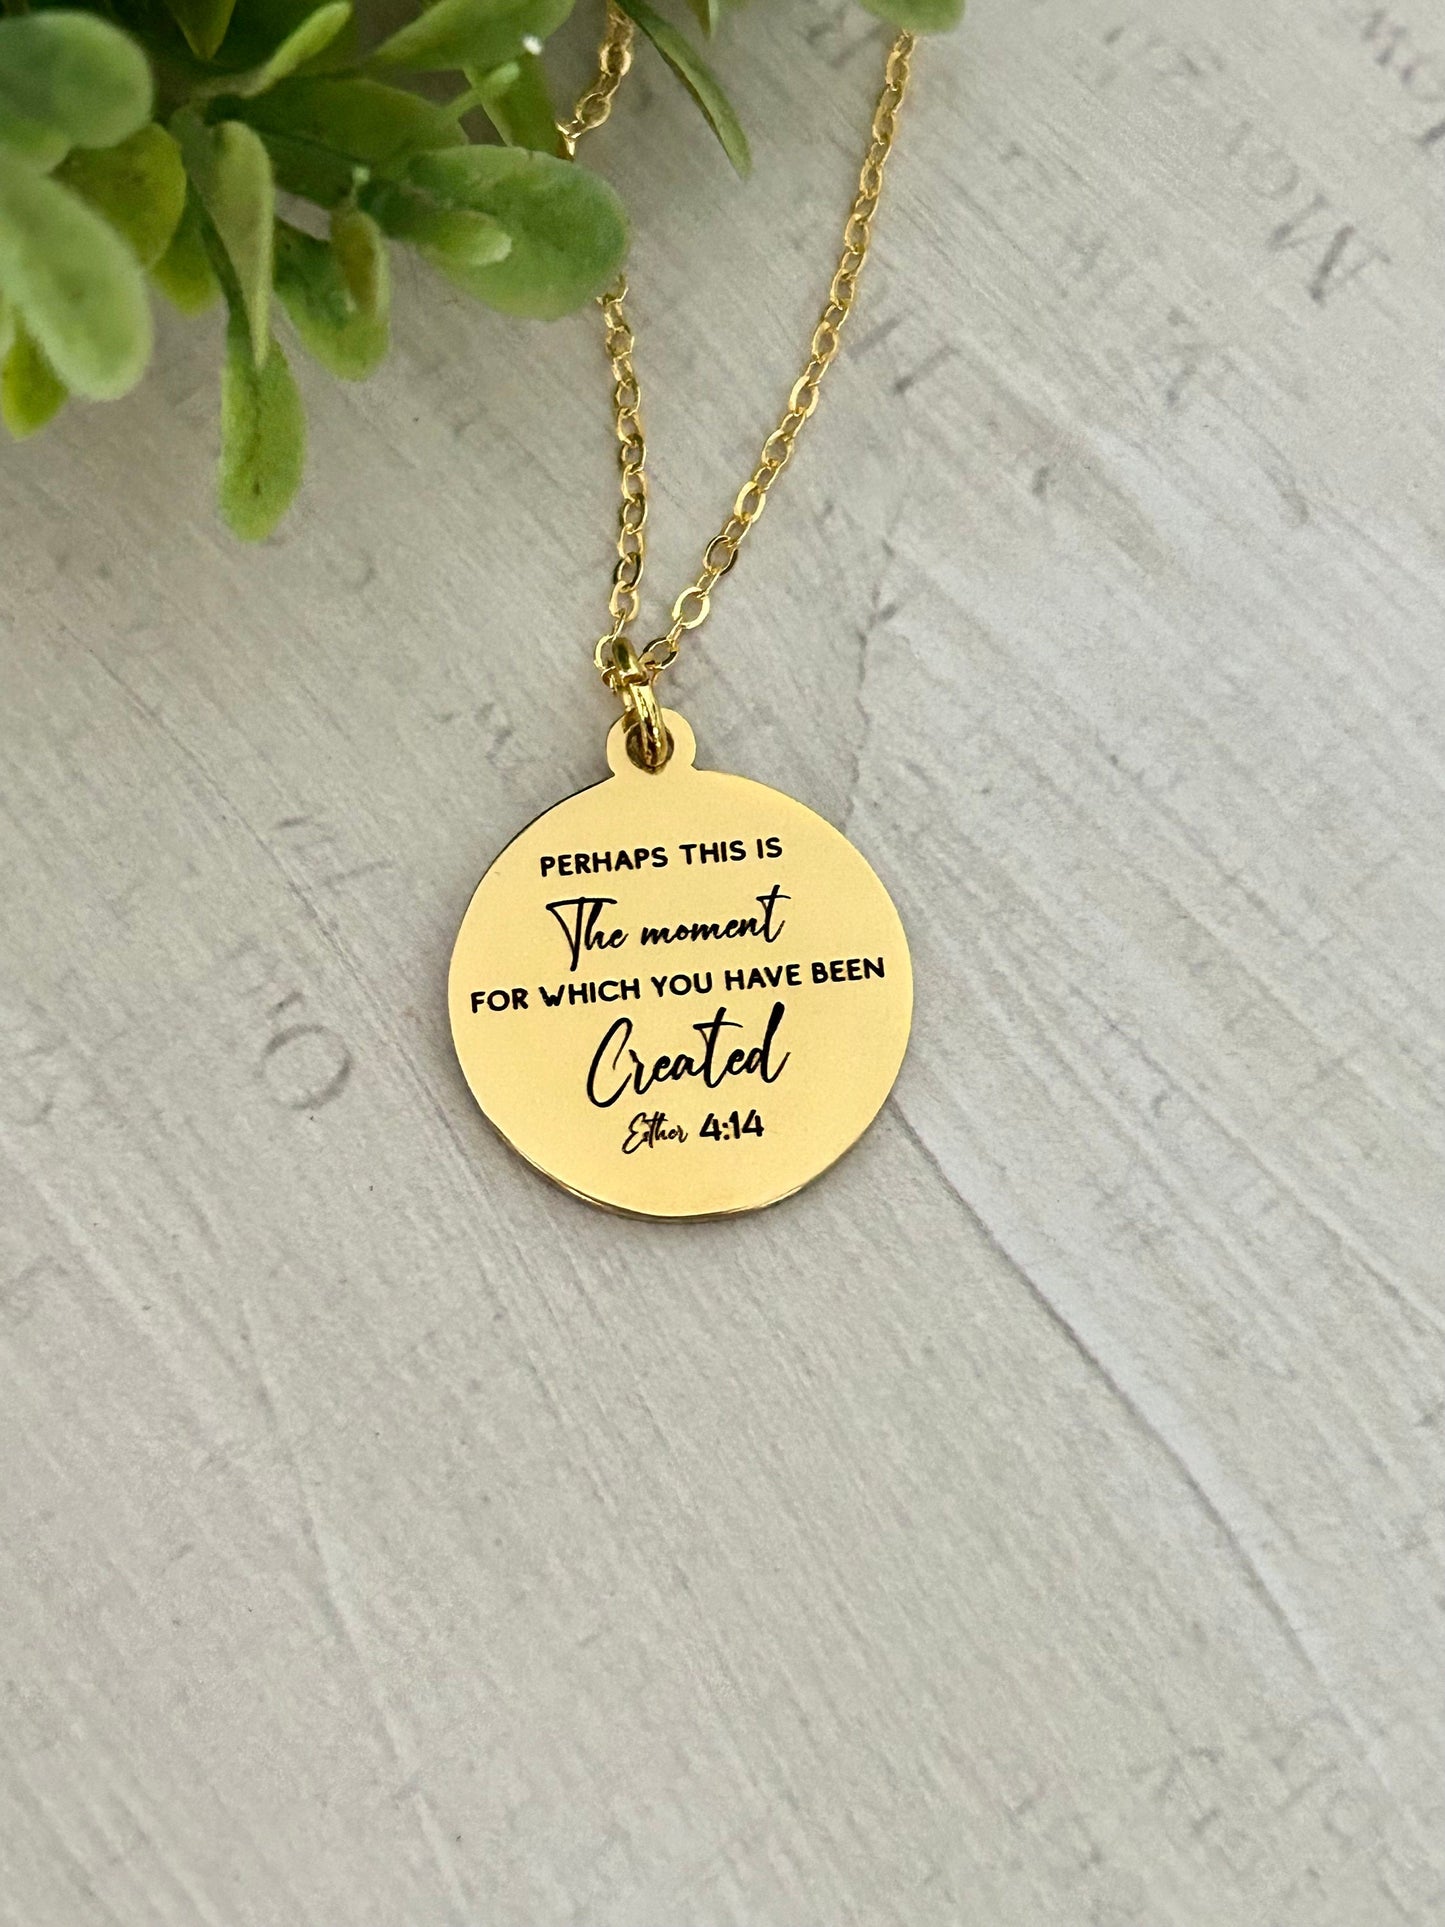 PERHAPS THIS IS
The moment
FOR WHICH YOU HAVE BEEN
Created
Esther 4:14